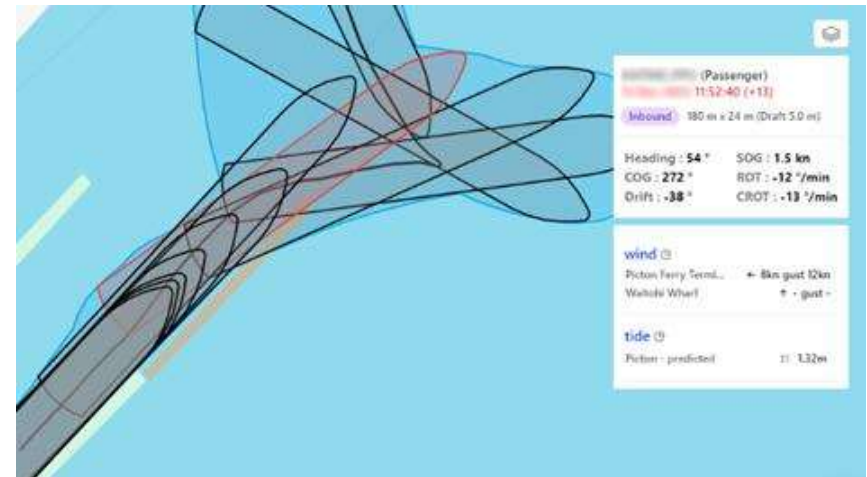 (Passenger)
11:52:40 (+13)
Inbound 180 m x 24 m (Draft 5.0 m)
Heading : 54 °
SOG : 1.5 kn
COG : 272 °
ROT : -12 °/min
Drift : -38 °
CROT : -13 °/min
wind
Picton Ferry Termi... ← 8kn gust 12kn
Waitohi Wharf ↑ - gust -
tide
Picton - predicted 1.32m